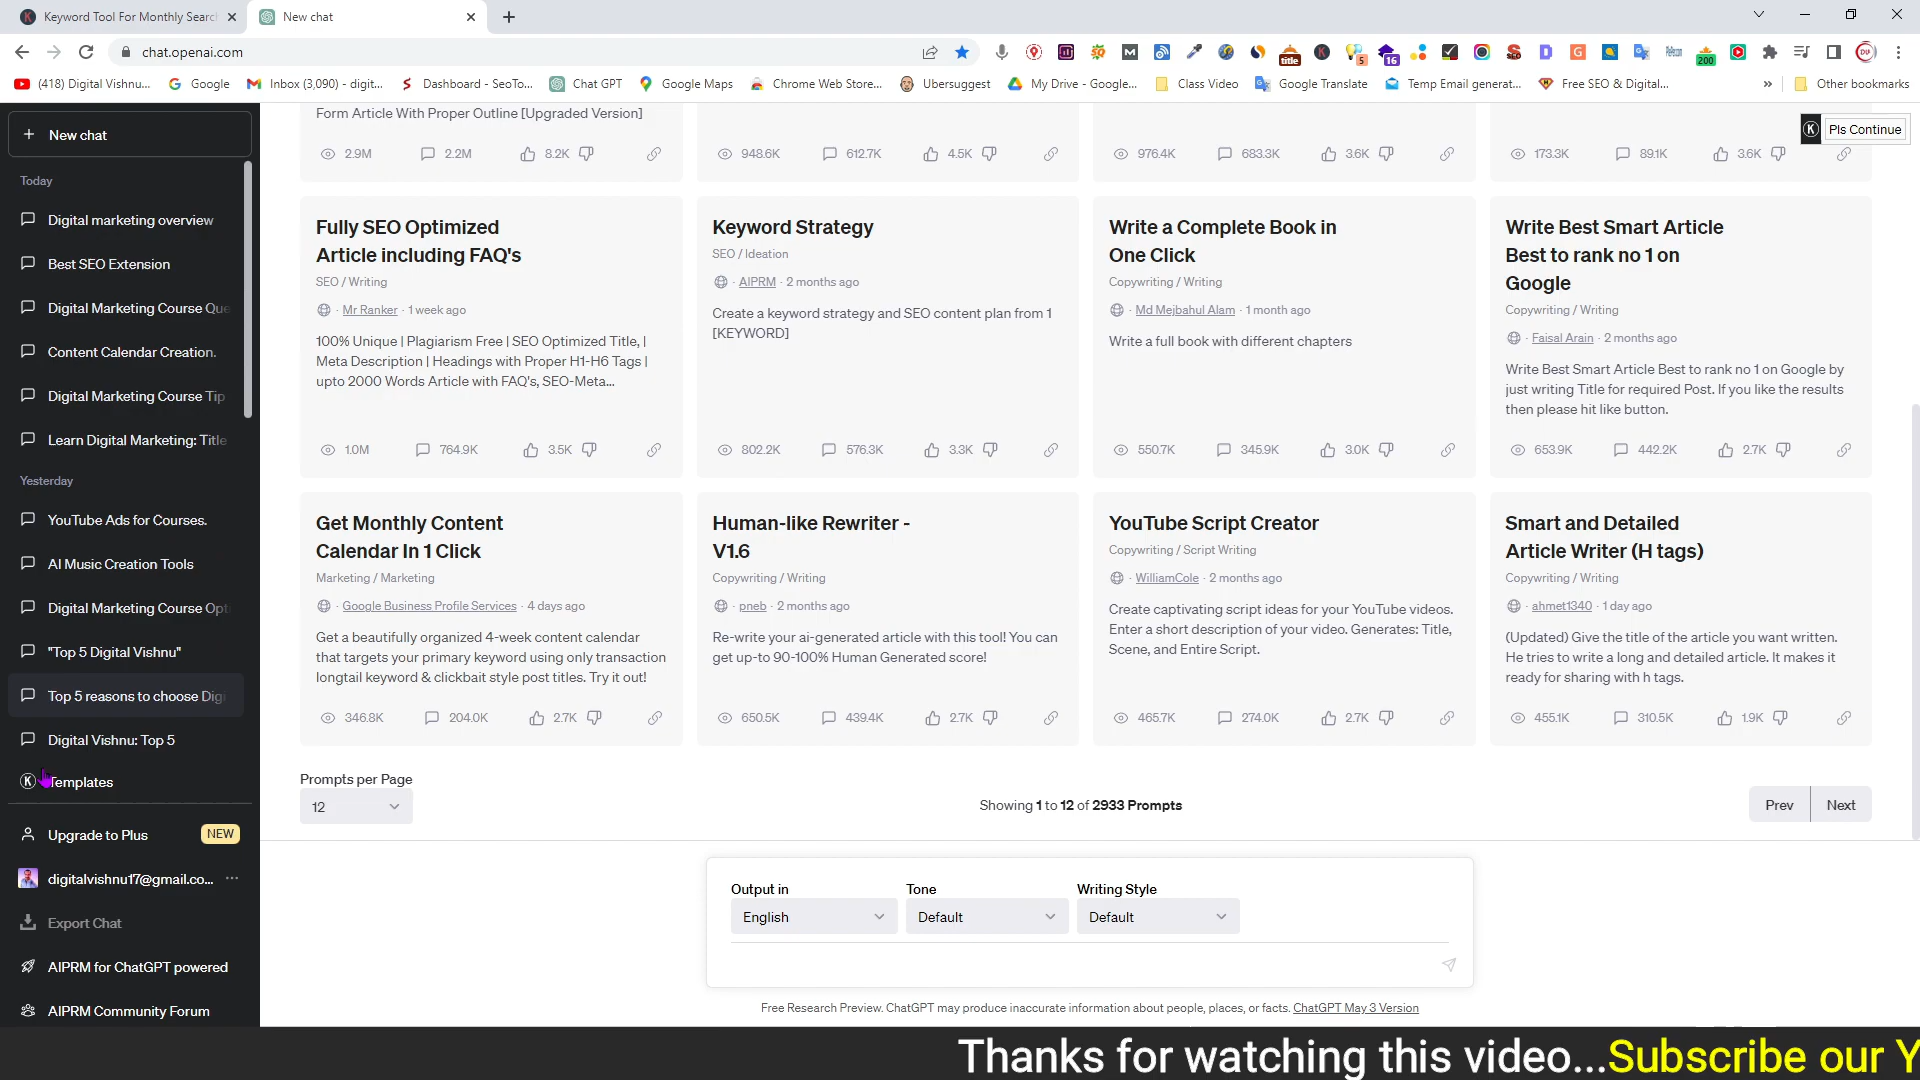 Keyword Tool For Monthly Searc
New chat
chat.openai.com
title
5
16
200
(418) Digital Vishnu...
Google
Inbox (3,090) - digit...
Dashboard - SeoTo...
Chat GPT
Google Maps
Chrome Web Store...
Ubersuggest
My Drive - Google...
Class Video
Google Translate
Temp Email generat...
Free SEO & Digital...
»
Other bookmarks
+ New chat
Today
Digital marketing overview
Best SEO Extension
Digital Marketing Course Que
Content Calendar Creation.
Digital Marketing Course Tip
Learn Digital Marketing: Title
Yesterday
YouTube Ads for Courses.
AI Music Creation Tools
Digital Marketing Course Opt
"Top 5 Digital Vishnu"
Top 5 reasons to choose Dig
Digital Vishnu: Top 5
K Templates
Upgrade to Plus NEW
digitalvishnu17@gmail.co... ...
Export Chat
AIPRM for ChatGPT powered
AIPRM Community Forum
Form Article With Proper Outline [Upgraded Version]
2.9M 2.2M 8.2K
948.6K 612.7K 4.5K
976.4K 683.3K 3.6K
173.3K 89.1K 3.6K
K Pls Continue
Fully SEO Optimized
Article including FAQ's
SEO / Writing
· Mr Ranker · 1 week ago
100% Unique | Plagiarism Free | SEO Optimized Title, |
Meta Description | Headings with Proper H1-H6 Tags |
upto 2000 Words Article with FAQ's, SEO-Meta...
1.0M 764.9K 3.5K
Keyword Strategy
SEO / Ideation
· AIPRM · 2 months ago
Create a keyword strategy and SEO content plan from 1
[KEYWORD]
802.2K 576.3K 3.3K
Write a Complete Book in
One Click
Copywriting / Writing
· Md Mejbahul Alam · 1 month ago
Write a full book with different chapters
550.7K 345.9K 3.0K
Write Best Smart Article
Best to rank no 1 on
Google
Copywriting / Writing
· Faisal Arain · 2 months ago
Write Best Smart Article Best to rank no 1 on Google by
just writing Title for required Post. If you like the results
then please hit like button.
653.9K 442.2K 2.7K
Get Monthly Content
Calendar In 1 Click
Marketing / Marketing
· Google Business Profile Services · 4 days ago
Get a beautifully organized 4-week content calendar
that targets your primary keyword using only transaction
longtail keyword & clickbait style post titles. Try it out!
346.8K 204.0K 2.7K
Human-like Rewriter -
V1.6
Copywriting / Writing
· pneb · 2 months ago
Re-write your ai-generated article with this tool! You can
get up-to 90-100% Human Generated score!
650.5K 439.4K 2.7K
YouTube Script Creator
Copywriting / Script Writing
· WilliamCole · 2 months ago
Create captivating script ideas for your YouTube videos.
Enter a short description of your video. Generates: Title,
Scene, and Entire Script.
465.7K 274.0K 2.7K
Smart and Detailed
Article Writer (H tags)
Copywriting / Writing
· ahmet1340 · 1 day ago
(Updated) Give the title of the article you want written.
He tries to write a long and detailed article. It makes it
ready for sharing with h tags.
455.1K 310.5K 1.9K
Prompts per Page
12
Showing 1 to 12 of 2933 Prompts
Prev Next
Output in Tone Writing Style
English Default Default
Free Research Preview. ChatGPT may produce inaccurate information about people, places, or facts. ChatGPT May 3 Version
Thanks for watching this video...Subscribe our Y